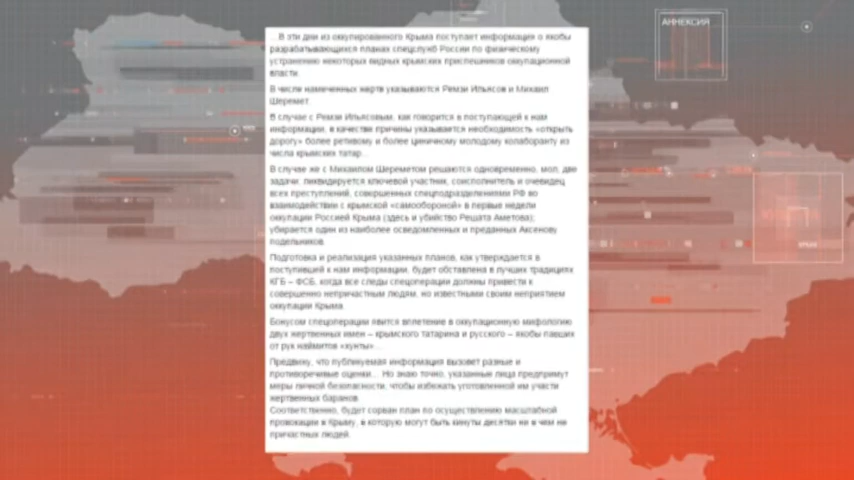 АННЕКСИЯ
...В эти дни из оккупированного Крыма поступает информация о якобы
разрабатывающихся планах спецслужб России по физическому
устранению некоторых видных крымских приспешников оккупационной
власти.
В числе намеченных жертв указываются Ремзи Ильясов и Михаил
Шеремет.
В случае с Ремзи Ильясовым, как говорится в поступающей к нам
информации, в качестве причины указывается необходимость «открыть
дорогу» более ретивому и более циничному молодому колаборанту из
числа крымских татар...
В случае же с Михаилом Шереметом решаются одновременно, мол, две
задачи: ликвидируется ключевой участник, соисполнитель и очевидец
всех преступлений, совершенных спецподразделениями РФ во
взаимодействии с крымской «самообороной» в первые недели
оккупации Россией Крыма (здесь и убийство Решата Аметова);
убирается один из наиболее осведомленных и преданных Аксенову
подельников.
Подготовка и реализация указанных планов, как утверждается в
поступившей к нам информации, будет обставлена в лучших традициях
КГБ – ФСБ, когда все следы спецоперации должны привести к
совершенно непричастным людям, но известными своим неприятием
оккупации Крыма.
Бонусом спецоперации явится вплетение в оккупационную мифологию
двух жертвенных имен – крымского татарина и русского – якобы павших
от рук наймитов «хунты»...
Предвижу, что публикуемая информация вызовет разные и
противоречивые оценки... Но знаю точно, указанные лица предпримут
меры личной безопасности, чтобы избежать уготовленной им участи
жертвенных баранов.
Соответственно, будет сорван план по осуществлению масштабной
провокации в Крыму, в которую могут быть кинуты десятки ни в чем не
причастных людей.